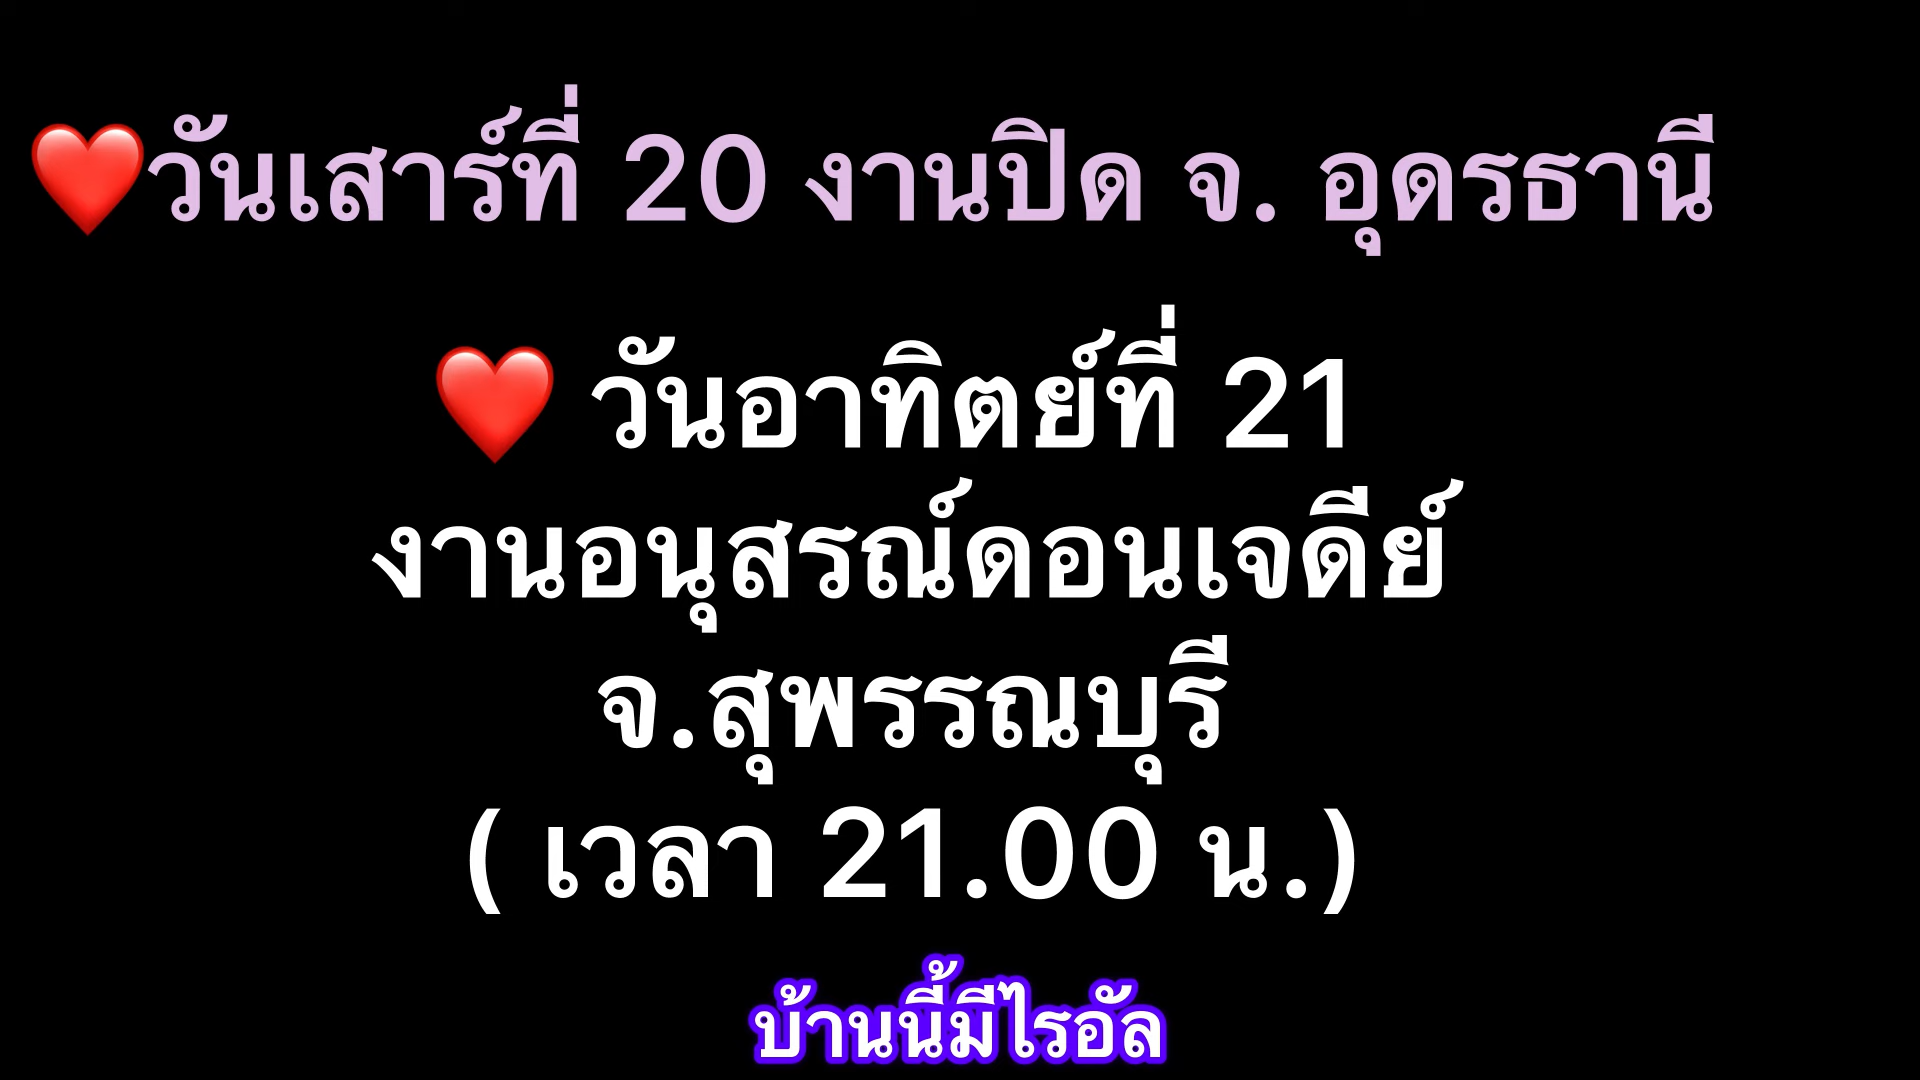 ❤️วันเสาร์ที่ 20 งานปิด จ. อุดรธานี
❤️ วันอาทิตย์ที่ 21
งานอนุสรณ์ดอนเจดีย์
จ.สุพรรณบุรี
( เวลา 21.00 น.)
บ้านนี้มีไรอัล